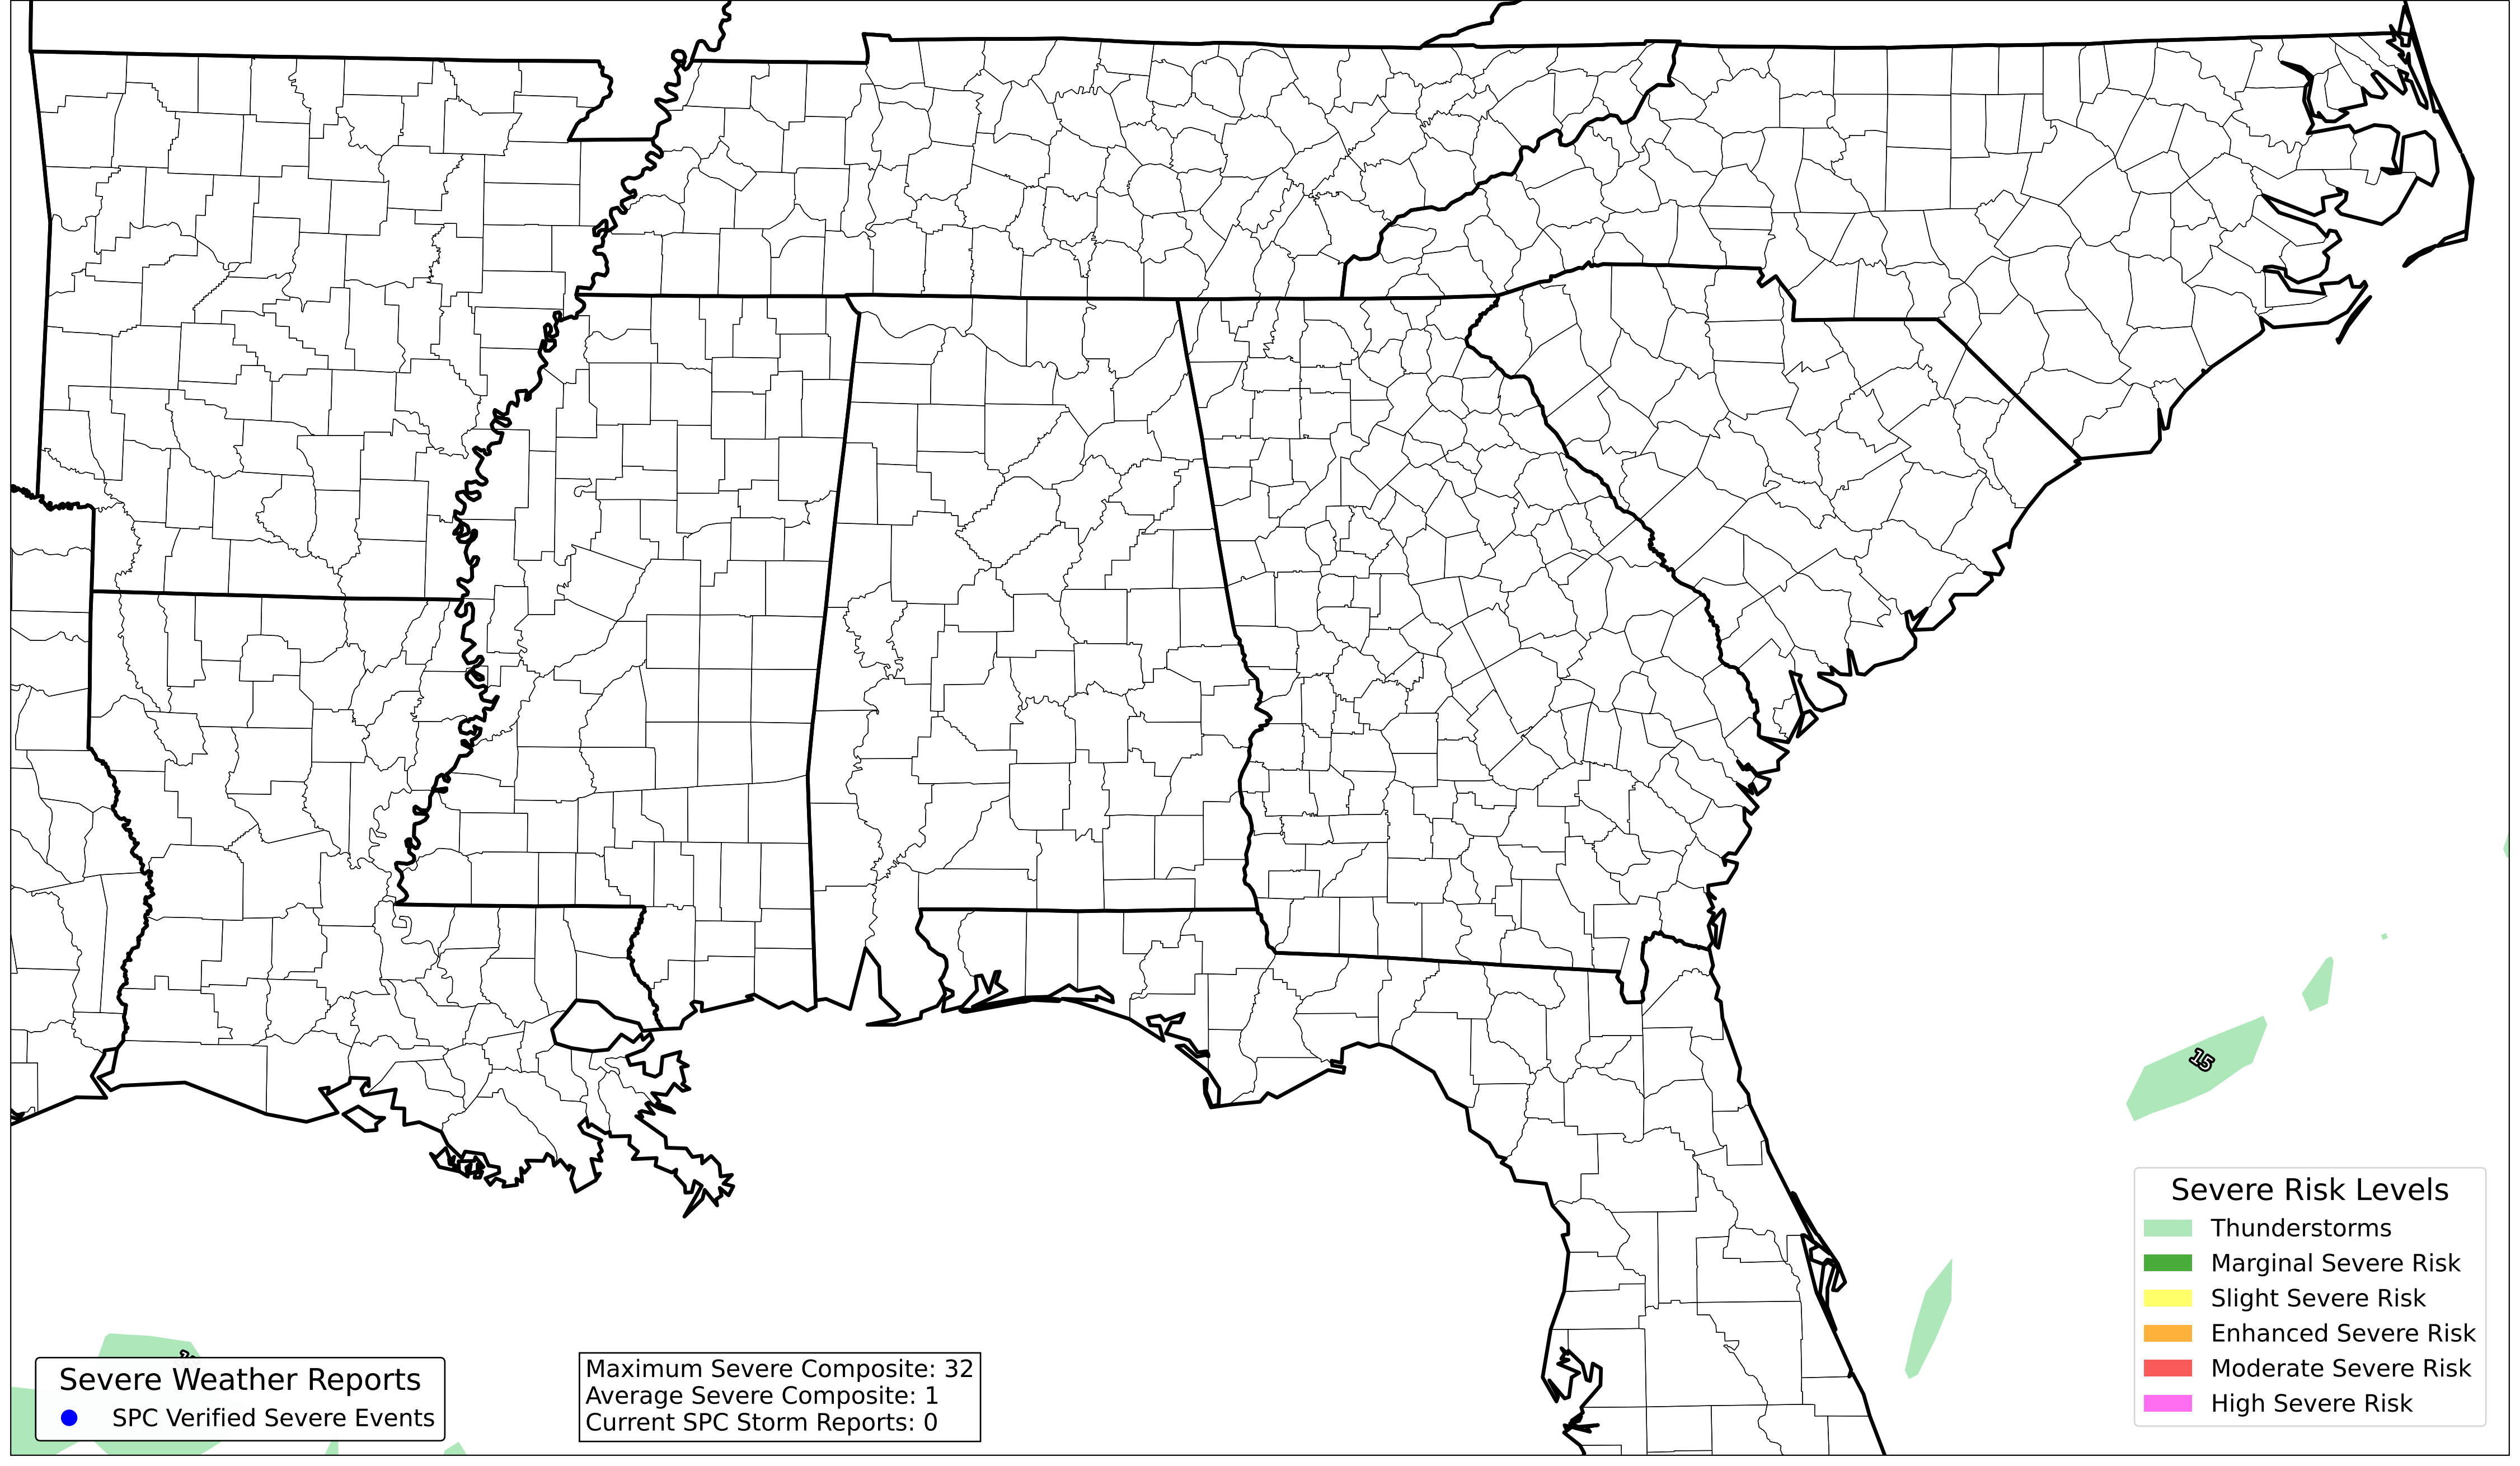 15
Severe Risk Levels
Thunderstorms
Marginal Severe Risk
Slight Severe Risk
Enhanced Severe Risk
Moderate Severe Risk
High Severe Risk
Severe Weather Reports
SPC Verified Severe Events
Maximum Severe Composite: 32
Average Severe Composite: 1
Current SPC Storm Reports: 0